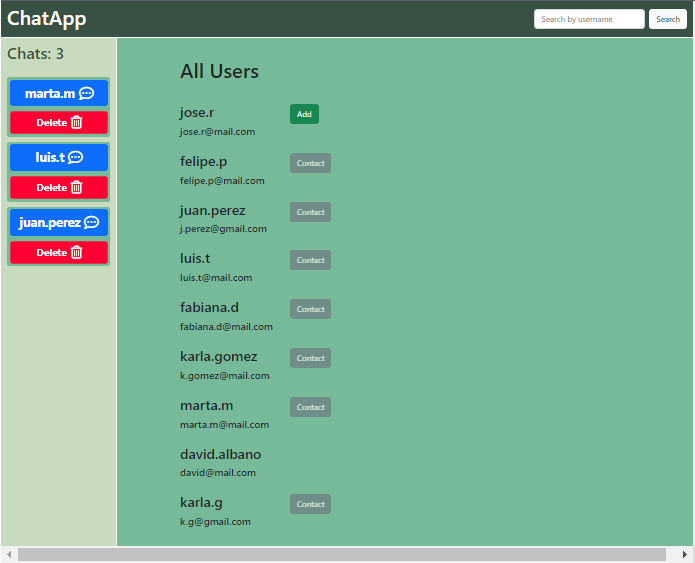 ChatApp
Search by username
Search
Chats: 3
marta.m
Delete
luis.t
Delete
juan.perez
Delete
All Users
jose.r
Add
jose.r@mail.com
felipe.p
Contact
felipe.p@mail.com
juan.perez
Contact
j.perez@gmail.com
luis.t
Contact
luis.t@mail.com
fabiana.d
Contact
fabiana.d@mail.com
karla.gomez
Contact
k.gomez@mail.com
marta.m
Contact
marta.m@mail.com
david.albano
david@mail.com
karla.g
Contact
k.g@gmail.com